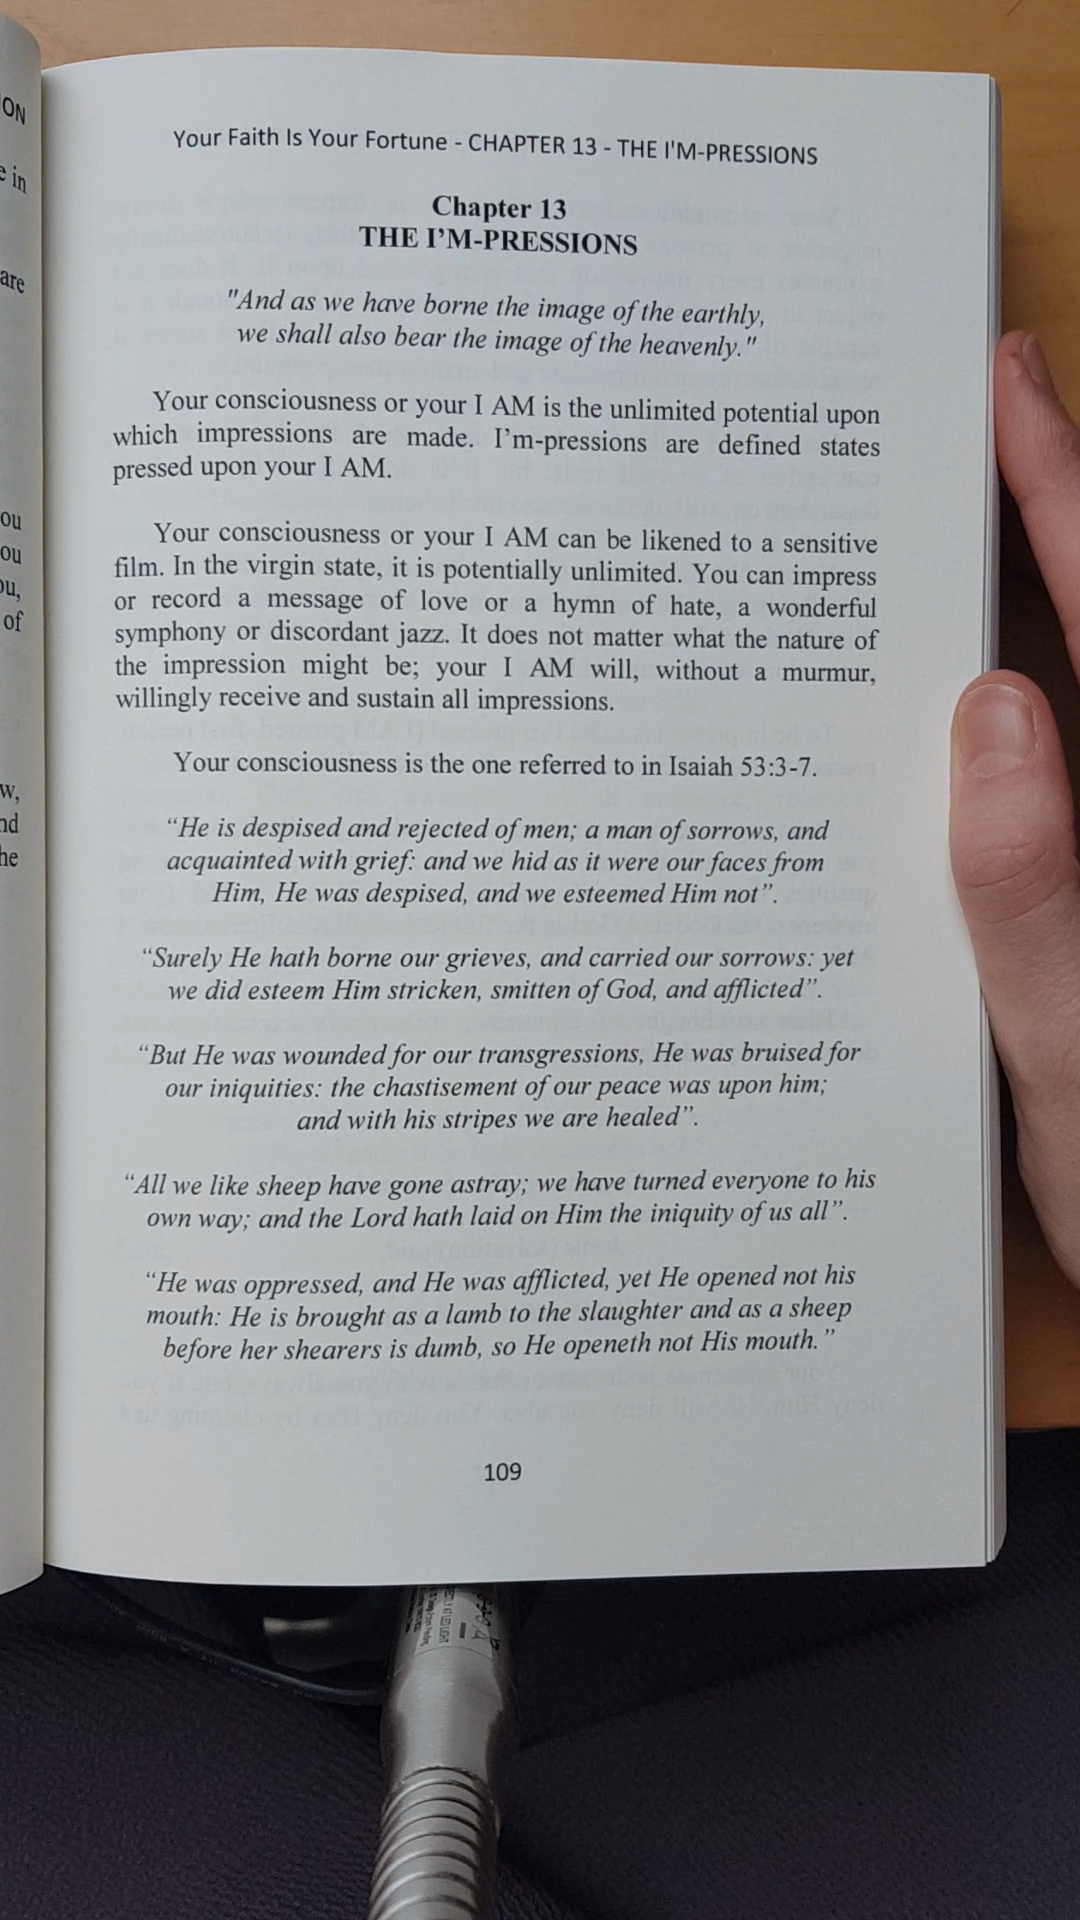 ON
e in
are
ou
ou
ou,
of
w,
nd
he
Your Faith Is Your Fortune - CHAPTER 13 - THE I'M-PRESSIONS
Chapter 13
THE I’M-PRESSIONS
"And as we have borne the image of the earthly,
we shall also bear the image of the heavenly."
Your consciousness or your I AM is the unlimited potential upon
which impressions are made. I’m-pressions are defined states
pressed upon your I AM.
Your consciousness or your I AM can be likened to a sensitive
film. In the virgin state, it is potentially unlimited. You can impress
or record a message of love or a hymn of hate, a wonderful
symphony or discordant jazz. It does not matter what the nature of
the impression might be; your I AM will, without a murmur,
willingly receive and sustain all impressions.
Your consciousness is the one referred to in Isaiah 53:3-7.
“He is despised and rejected of men; a man of sorrows, and
acquainted with grief: and we hid as it were our faces from
Him, He was despised, and we esteemed Him not”.
“Surely He hath borne our grieves, and carried our sorrows: yet
we did esteem Him stricken, smitten of God, and afflicted”.
“But He was wounded for our transgressions, He was bruised for
our iniquities: the chastisement of our peace was upon him;
and with his stripes we are healed”.
“All we like sheep have gone astray; we have turned everyone to his
own way; and the Lord hath laid on Him the iniquity of us all”.
“He was oppressed, and He was afflicted, yet He opened not his
mouth: He is brought as a lamb to the slaughter and as a sheep
before her shearers is dumb, so He openeth not His mouth.”
109